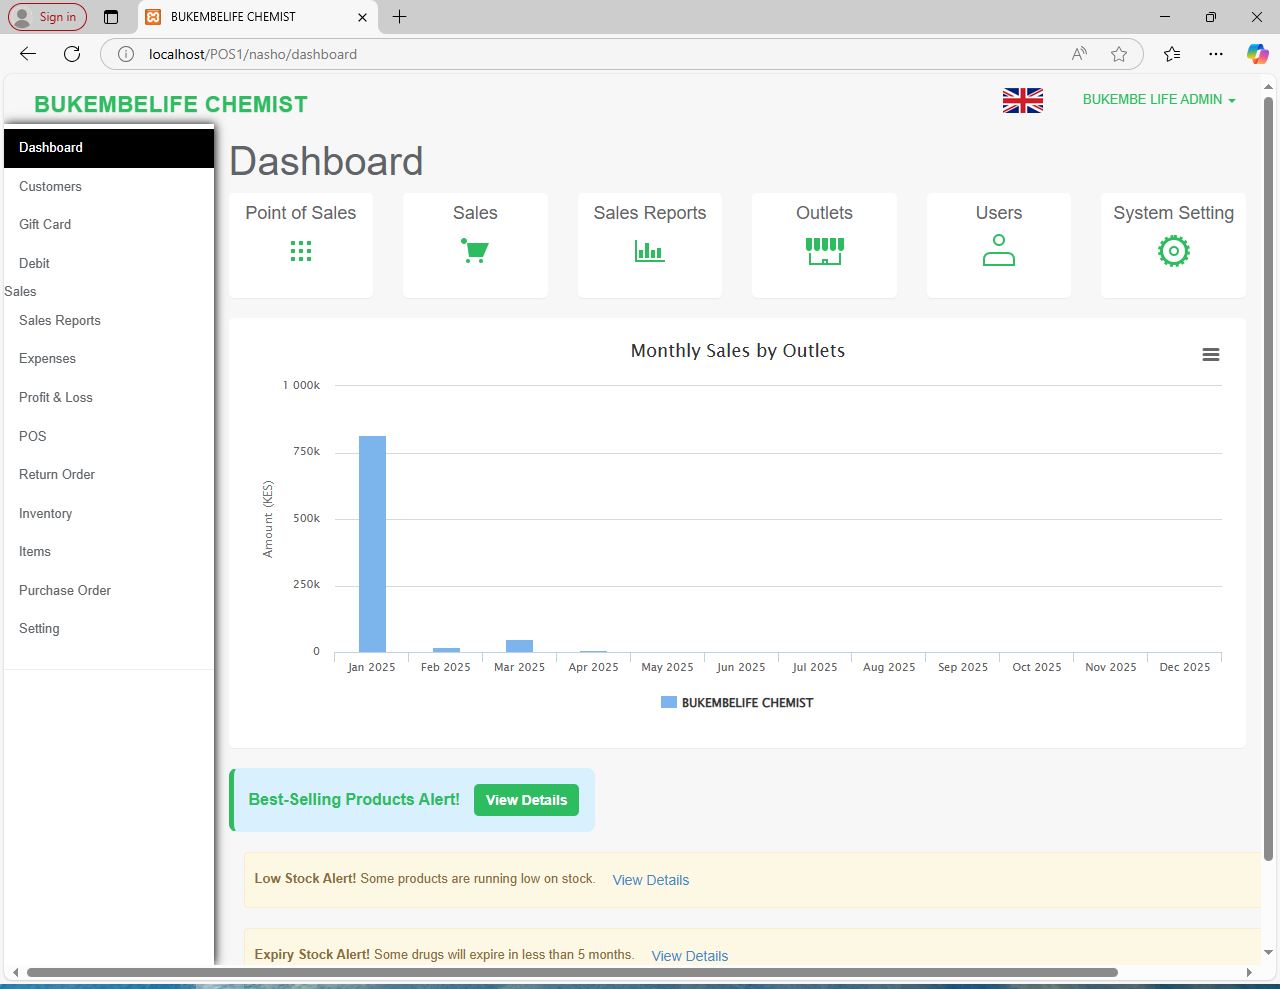 Sign in
BUKEMBELIFE CHEMIST
localhost/POS1/nasho/dashboard
BUKEMBELIFE CHEMIST
BUKEMBE LIFE ADMIN
Dashboard
Customers
Gift Card
Debit
Sales
Sales Reports
Expenses
Profit & Loss
POS
Return Order
Inventory
Items
Purchase Order
Setting
Dashboard
Point of Sales
Sales
Sales Reports
Outlets
Users
System Setting
Monthly Sales by Outlets
Amount (KES)
1 000k
750k
500k
250k
0
Jan 2025 Feb 2025 Mar 2025 Apr 2025 May 2025 Jun 2025 Jul 2025 Aug 2025 Sep 2025 Oct 2025 Nov 2025 Dec 2025
BUKEMBELIFE CHEMIST
Best-Selling Products Alert! View Details
Low Stock Alert! Some products are running low on stock. View Details
Expiry Stock Alert! Some drugs will expire in less than 5 months. View Details